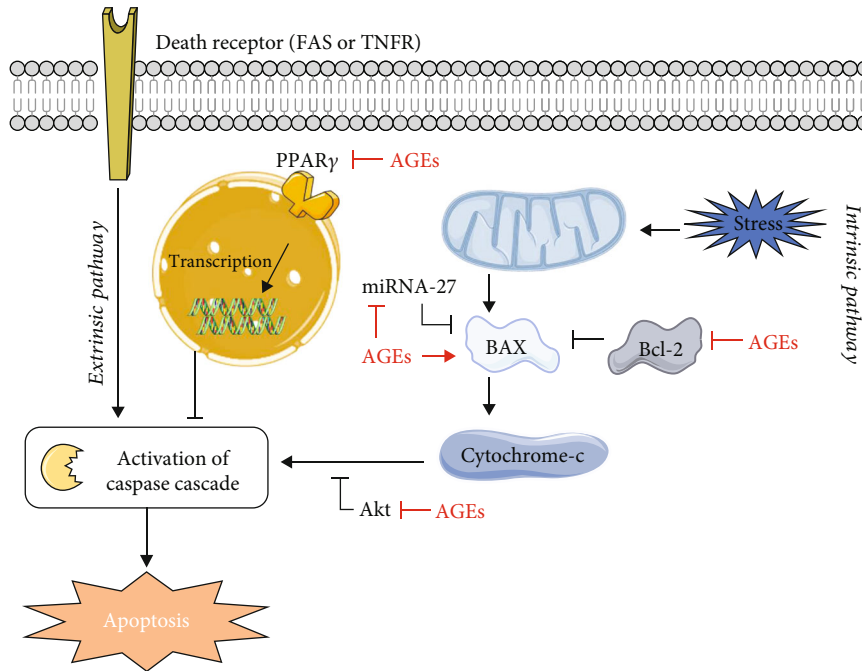 Death receptor (FAS or TNFR)
PPARγ
AGEs
Extrinsic pathway
Transcription
Stress
Intrinsic pathway
miRNA-27
AGEs
BAX
Bcl-2
AGEs
Activation of
caspase cascade
Cytochrome-c
Akt
AGEs
Apoptosis